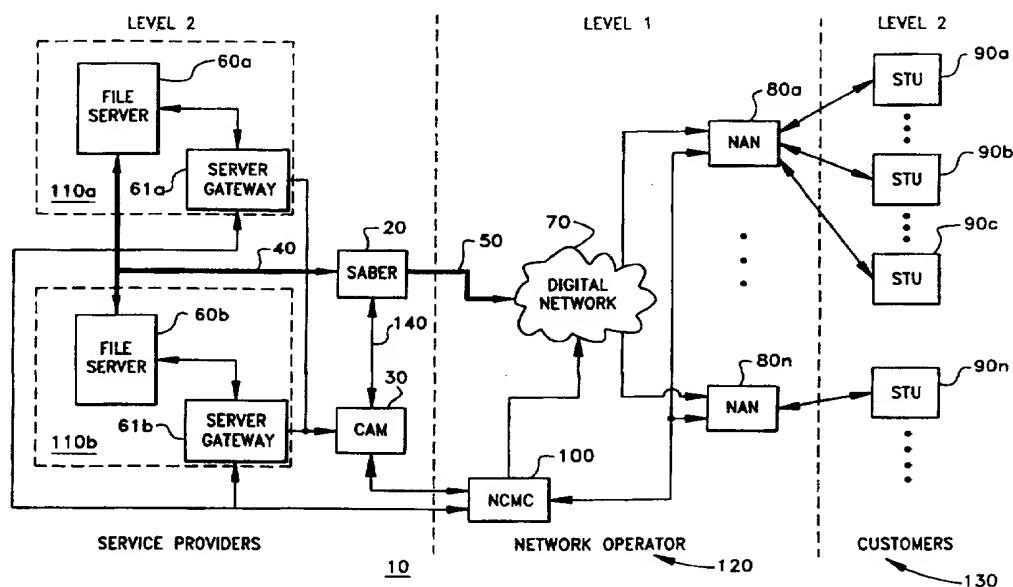 LEVEL 2
LEVEL 1
LEVEL 2
60a
FILE
SERVER
110a
61a
SERVER
GATEWAY
40
20
SABER
50
140
30
CAM
60b
FILE
SERVER
110b
61b
SERVER
GATEWAY
70
DIGITAL
NETWORK
80a
NAN
80n
NAN
100
NCMC
90a
STU
90b
STU
90c
STU
90n
STU
SERVICE PROVIDERS
10
NETWORK OPERATOR
120
CUSTOMERS
130